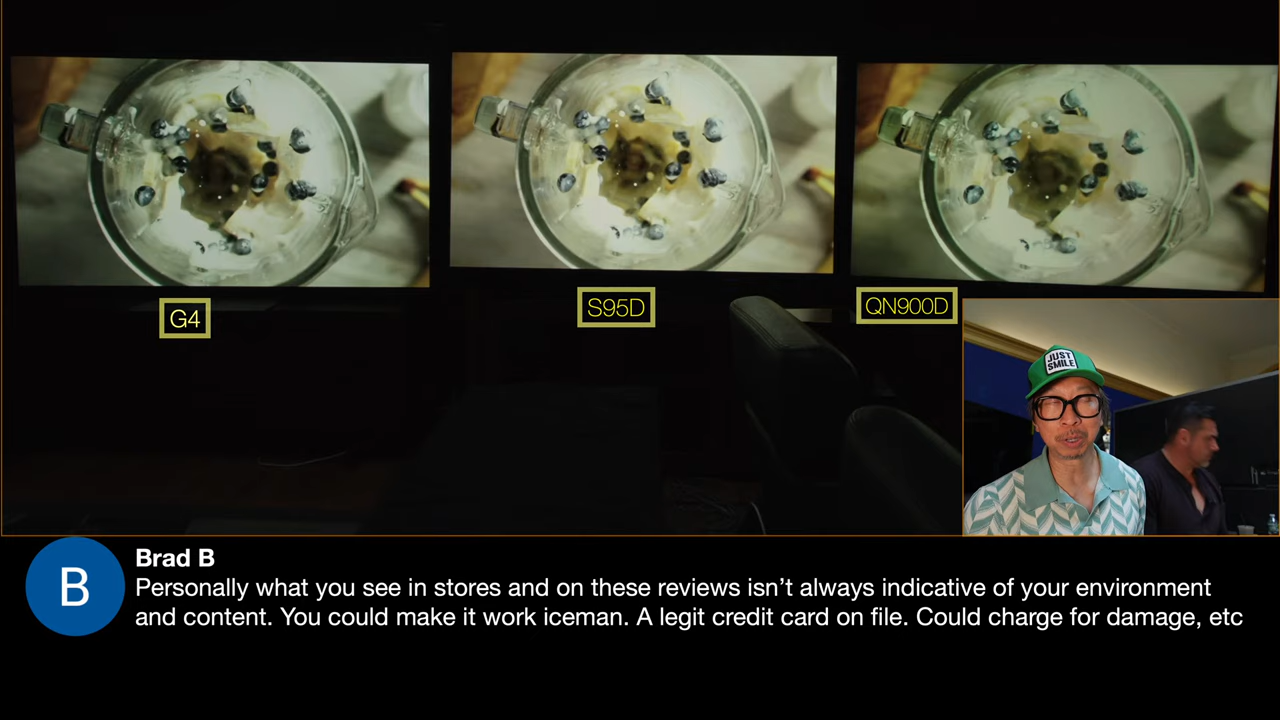 G4
S95D
QN900D
JUST
SMILE
B
Brad B
Personally what you see in stores and on these reviews isn’t always indicative of your environment
and content. You could make it work iceman. A legit credit card on file. Could charge for damage, etc